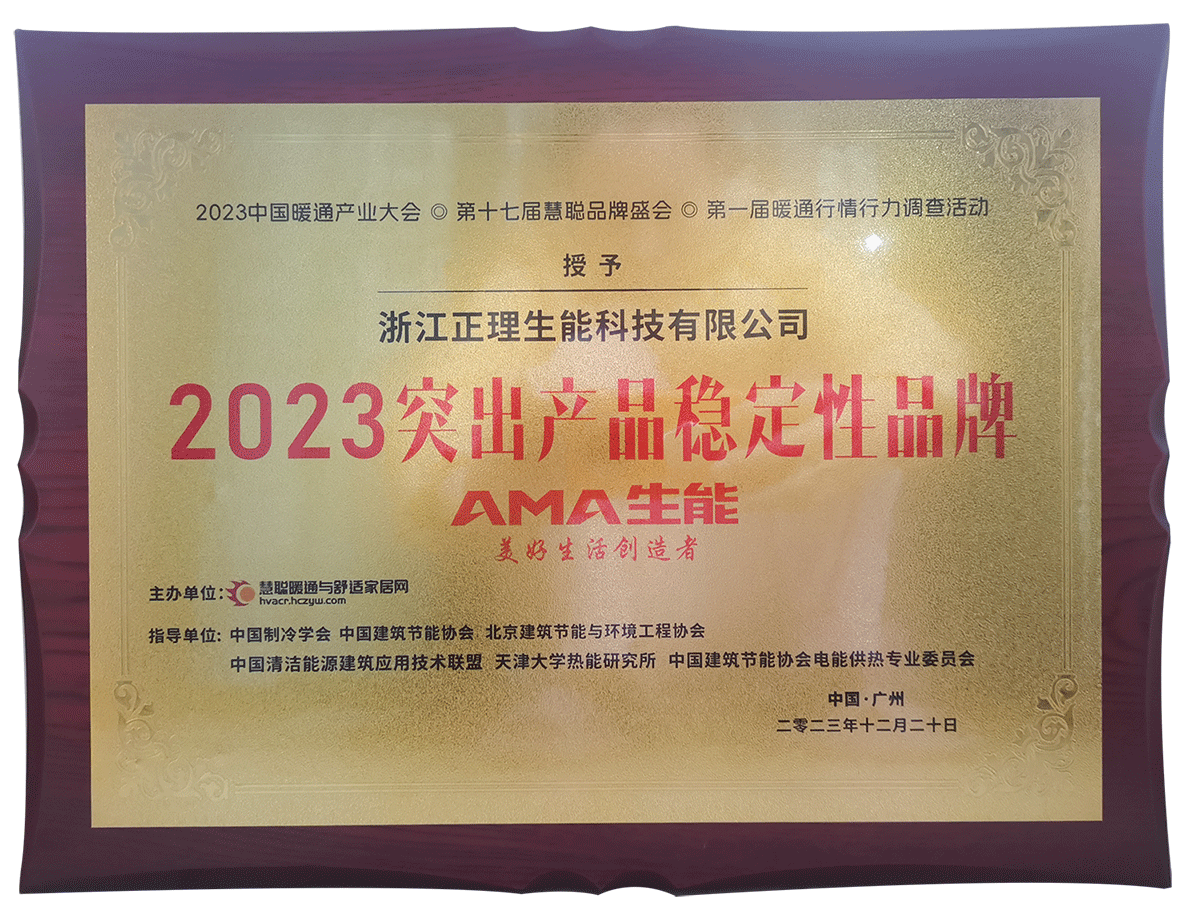 2023中国暖通产业大会 ◎ 第十七届慧聪品牌盛会 ◎ 第一届暖通行情行力调查活动
授予
浙江正理生能科技有限公司
2023突出产品稳定性品牌
AMA生能
美好生活创造者
主办单位: 慧聪暖通与舒适家居网
hvacr.hczyw.com
指导单位: 中国制冷学会 中国建筑节能协会 北京建筑节能与环境工程协会
中国清洁能源建筑应用技术联盟 天津大学热能研究所 中国建筑节能协会电能供热专业委员会
中国·广州
二零二三年十二月二十日